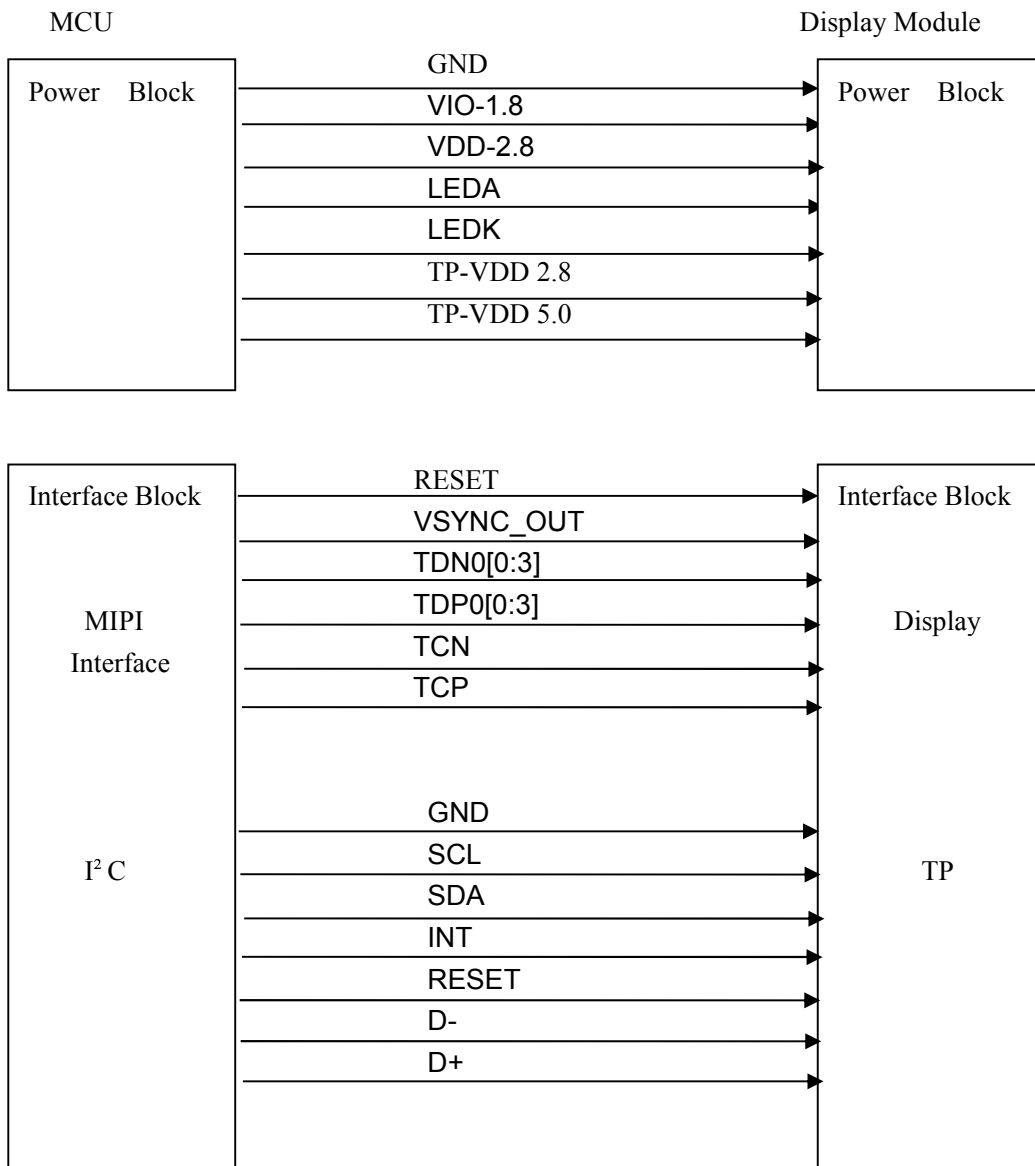 MCU Display Module
Power Block
GND
VIO-1.8
VDD-2.8
LEDA
LEDK
TP-VDD 2.8
TP-VDD 5.0
Power Block
Interface Block
MIPI
Interface
RESET
VSYNC_OUT
TDN0[0:3]
TDP0[0:3]
TCN
TCP
Interface Block
Display
I² C
GND
SCL
SDA
INT
RESET
D-
D+
TP